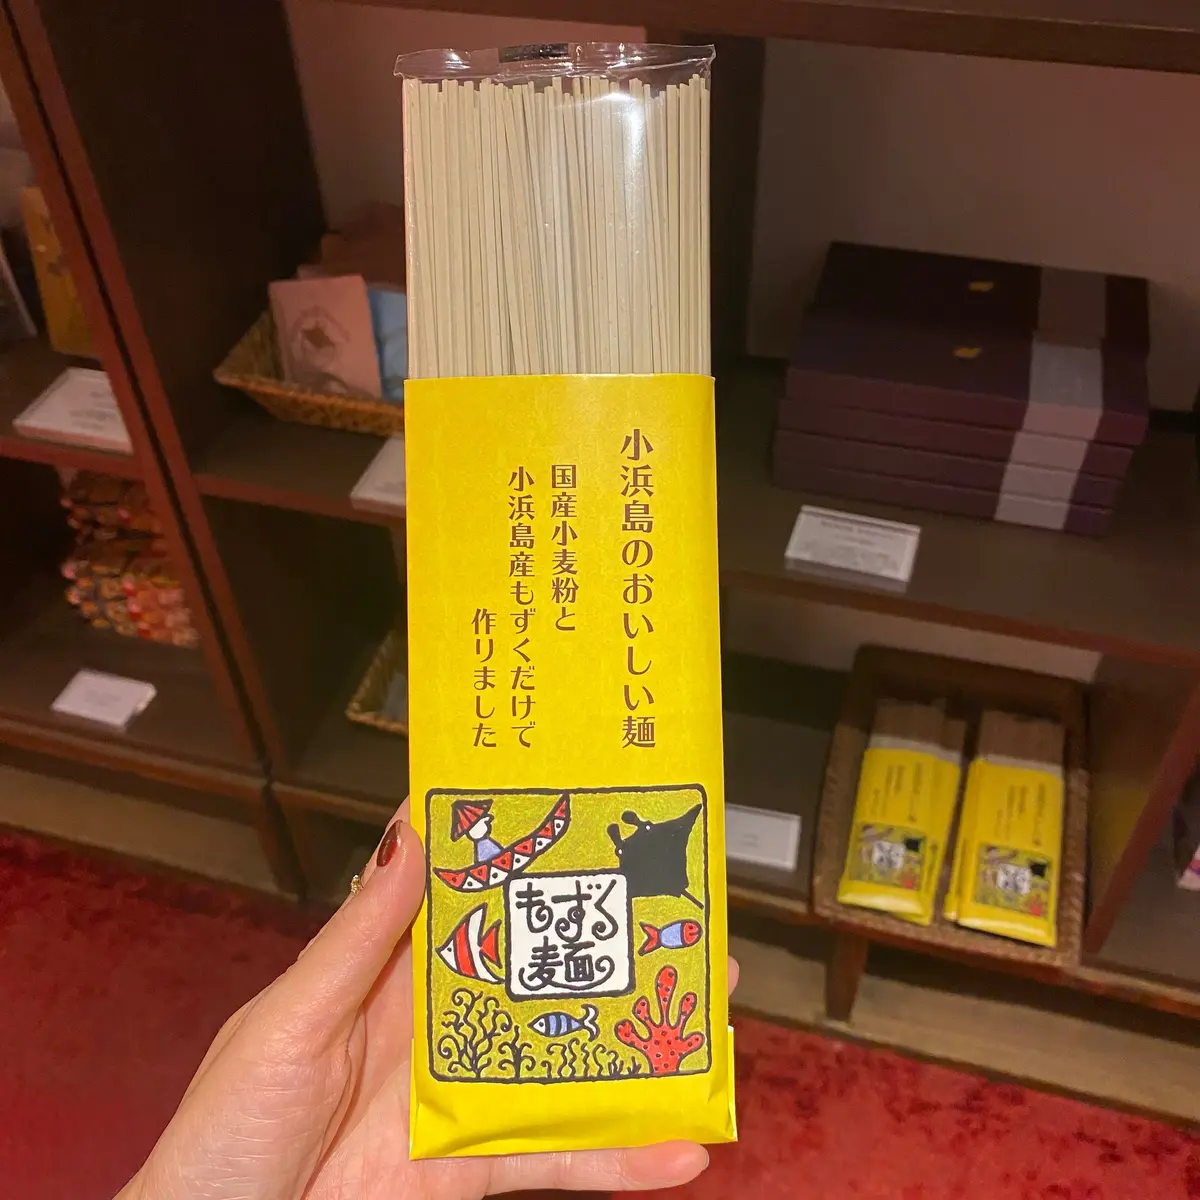 小浜島のおいしい麺
国産小麦粉と
小浜島産もずくだけで
作りました
もずく
麺